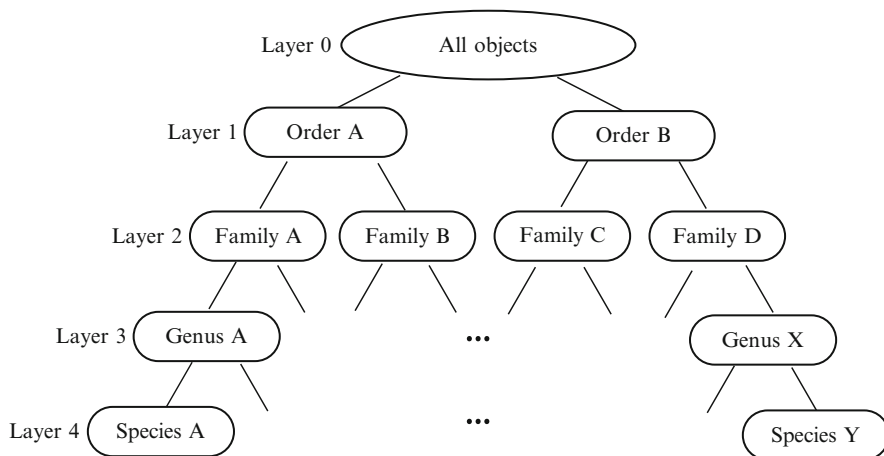 Layer 0 All objects
Layer 1 Order A Order B
Layer 2 Family A Family B Family C Family D
Layer 3 Genus A ... Genus X
Layer 4 Species A ... Species Y